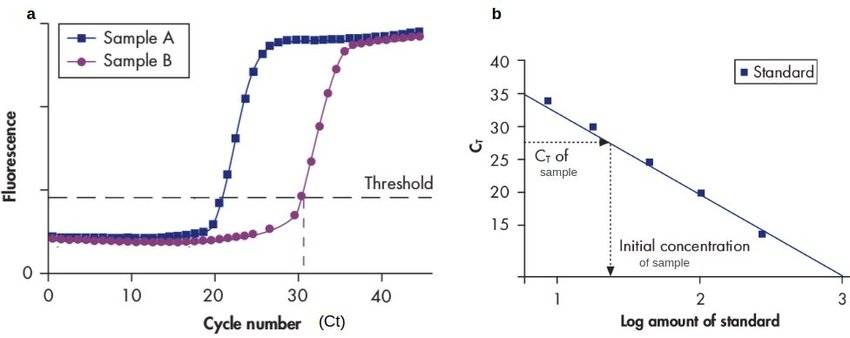 a
Sample A
Sample B
Fluorescence
Threshold
0
0
10
20
30
40
Cycle number (Ct)
b
Standard
40
35
30
25
20
15
CT
CT of
sample
Initial concentration
of sample
1
2
3
Log amount of standard